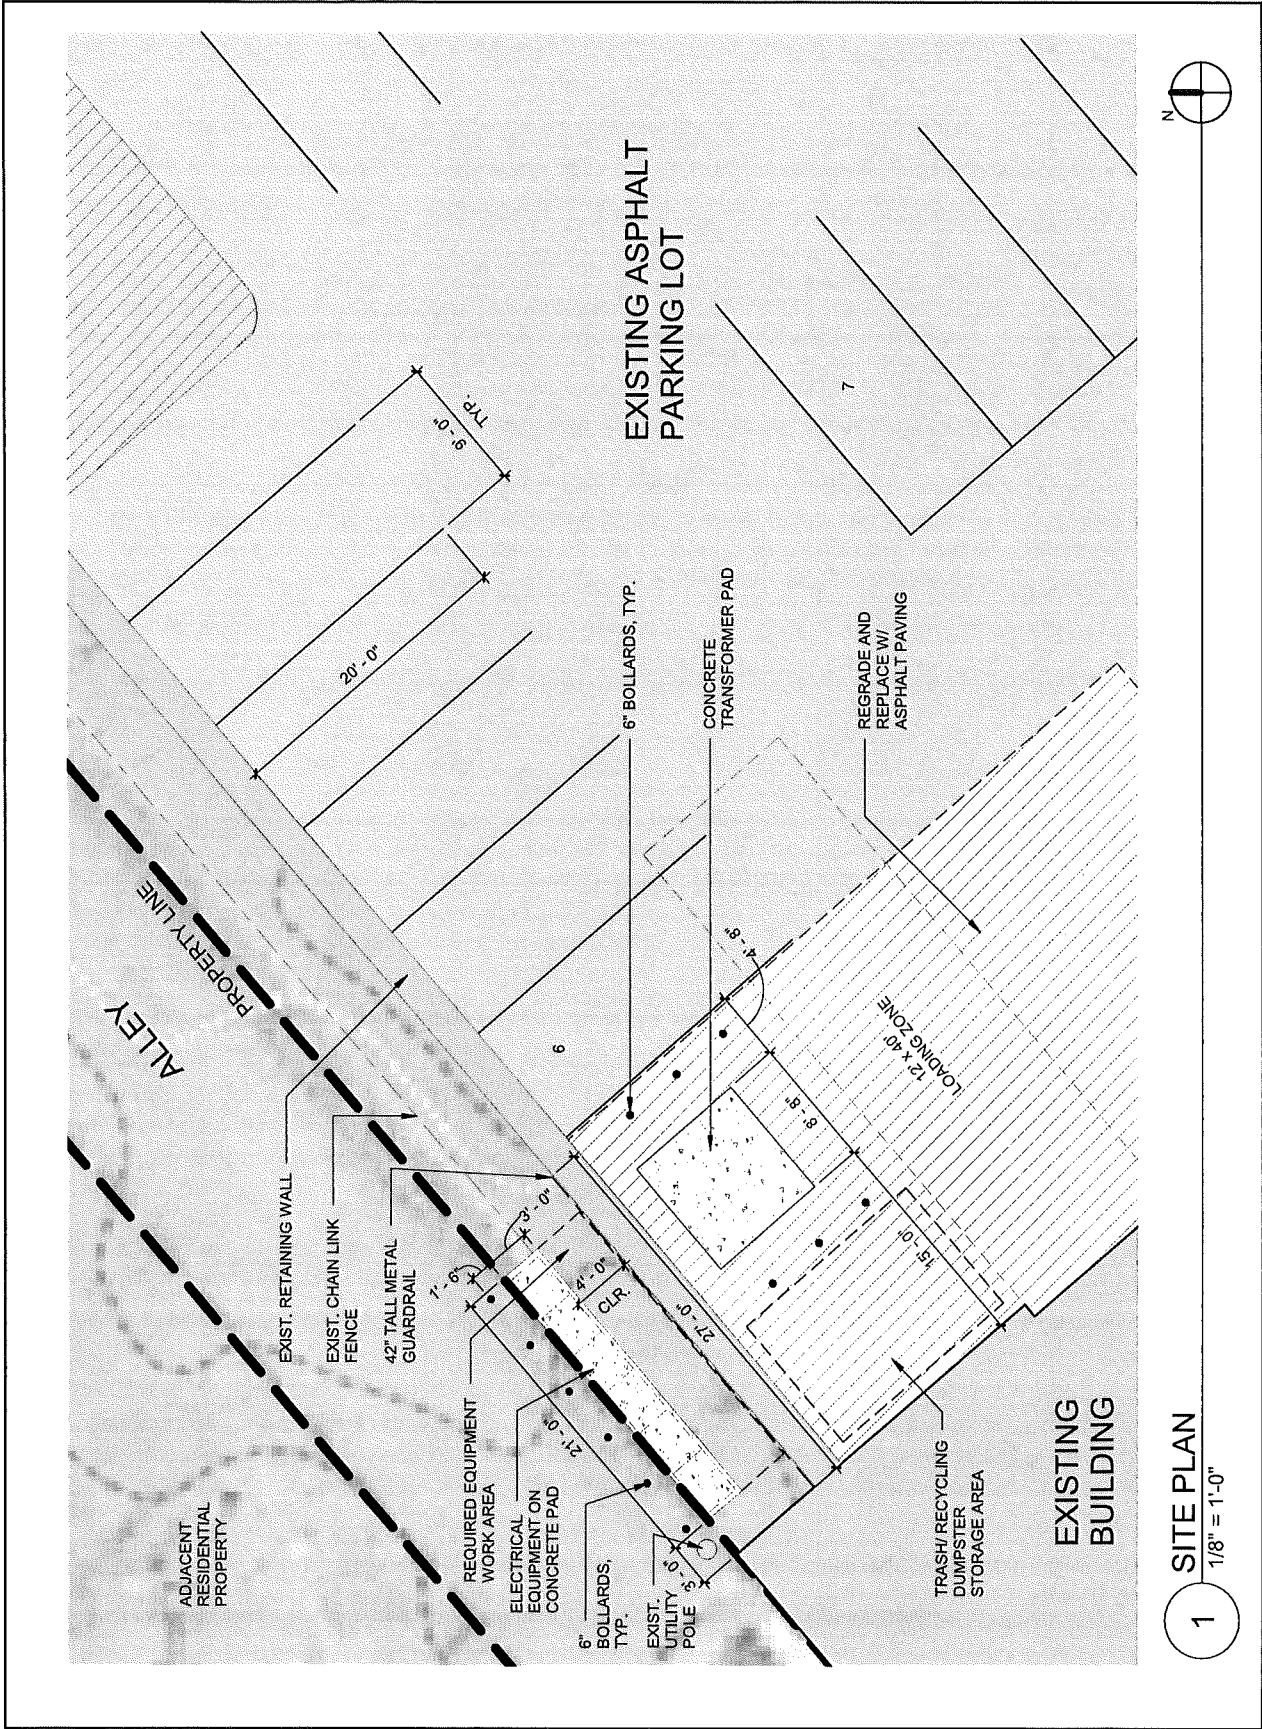 ADJACENT
RESIDENTIAL
PROPERTY
ALLEY
PROPERTY LINE
EXIST. RETAINING WALL
EXIST. CHAIN LINK
FENCE
42" TALL METAL
GUARDRAIL
REQUIRED EQUIPMENT
WORK AREA
ELECTRICAL
EQUIPMENT ON
CONCRETE PAD
6"
BOLLARDS,
TYP.
EXIST.
UTILITY
POLE
3' - 0"
21' - 0"
1' - 6"
3' - 0"
4' - 0"
CLR.
27' - 0"
20' - 0"
9' - 0"
TYP.
6
6" BOLLARDS, TYP.
CONCRETE
TRANSFORMER PAD
EXISTING ASPHALT
PARKING LOT
7
REGRADE AND
REPLACE W/
ASPHALT PAVING
4' - 8"
8' - 8"
15' - 0"
12' x 40'
LOADING ZONE
TRASH/ RECYCLING
DUMPSTER
STORAGE AREA
EXISTING
BUILDING
1
SITE PLAN
1/8" = 1'-0"
N